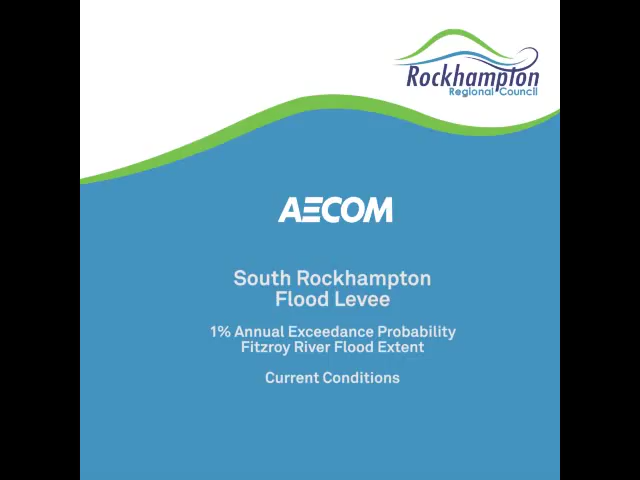 Rockhampton
Regional Council
AECOM
South Rockhampton
Flood Levee
1% Annual Exceedance Probability
Fitzroy River Flood Extent
Current Conditions